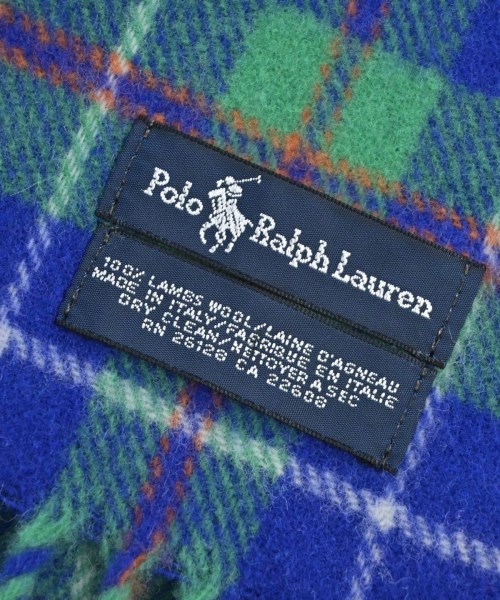 Polo Ralph Lauren
100% LAMBS WOOL/LAINE D'AGNEAU
MADE IN ITALY/FABRIQUE EN ITALIE
DRY CLEAN/NETTOYER A SEC
RN 26128 CA 22608